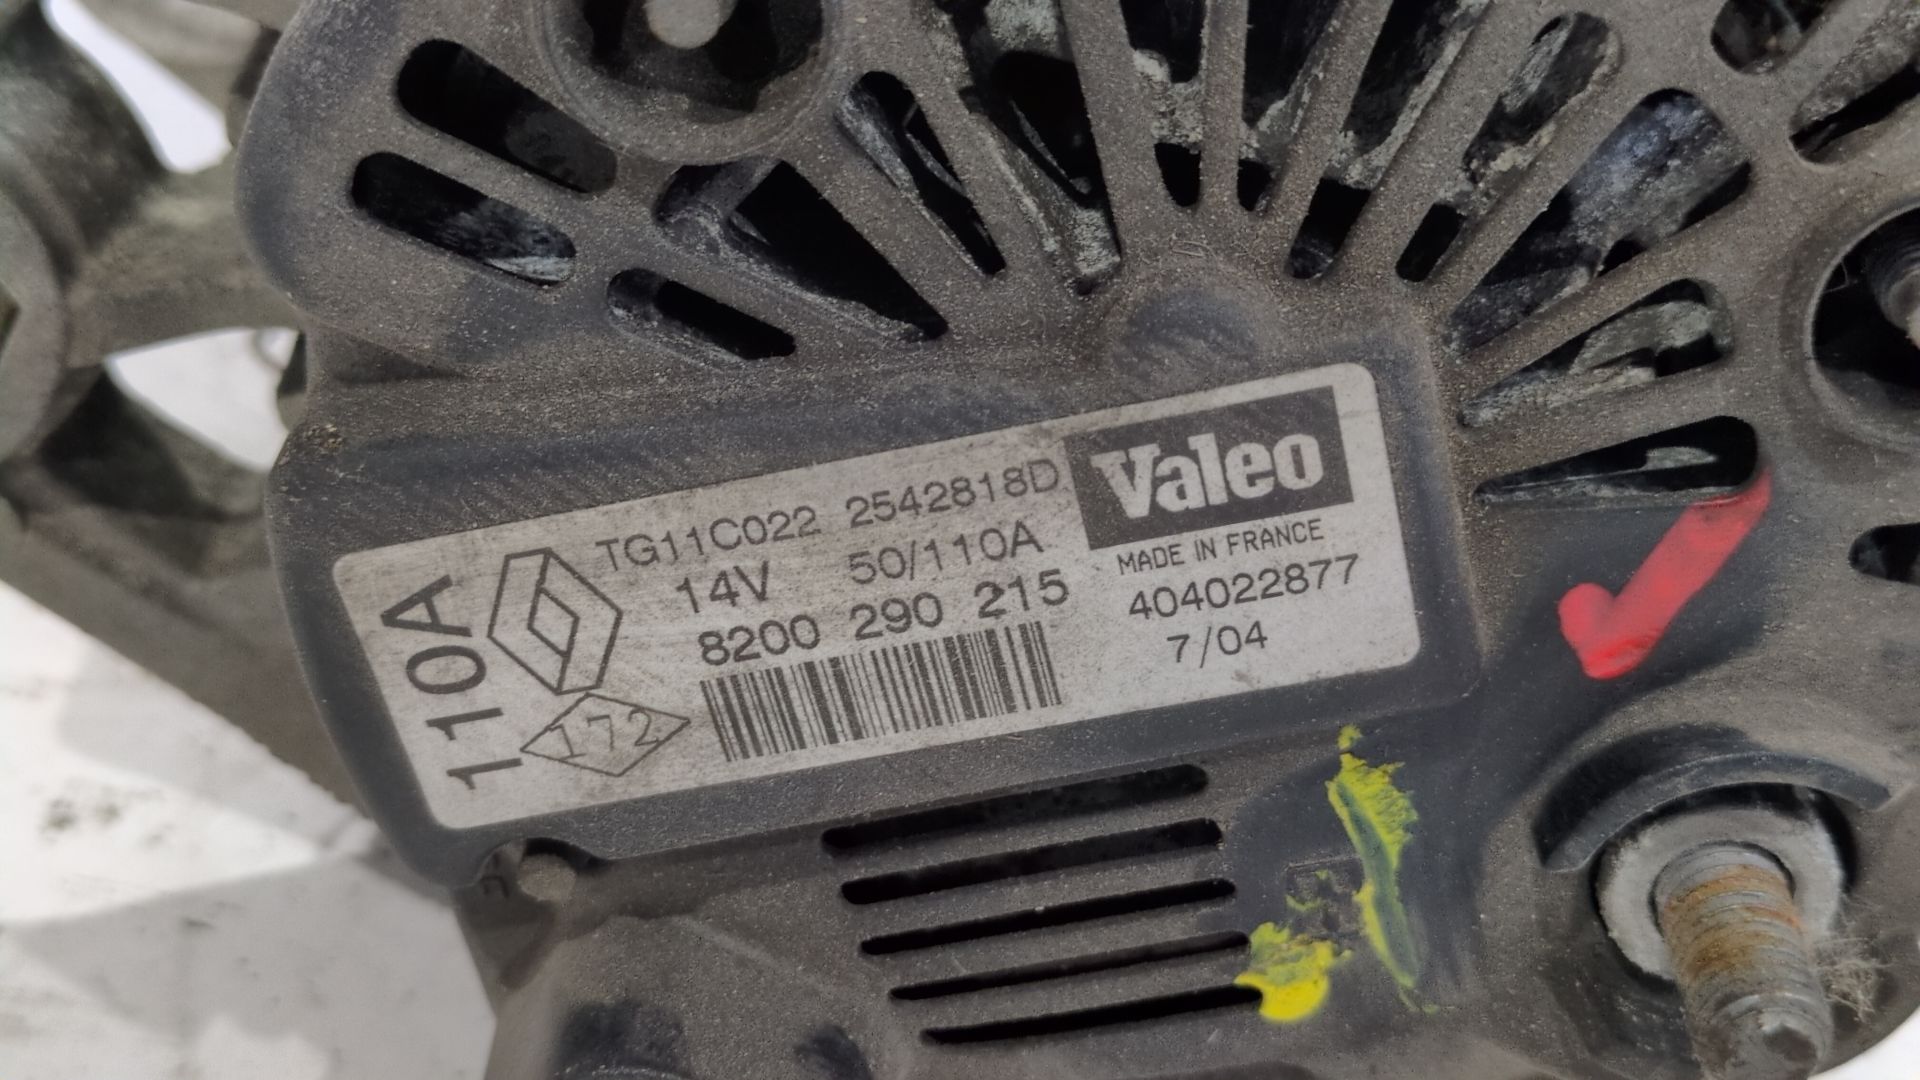 110A
TG11C022 2542818D
14V 50/110A
8200 290 215
172
Valeo
MADE IN FRANCE
404022877
7/04